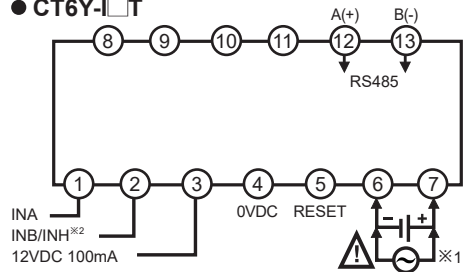 ● CT6Y-I□T
A(+) B(-)
8 9 10 11 12 13
RS485
1 2 3 4 5 6 7
INA
INB/INH※2
12VDC 100mA
0VDC RESET
− +
! ※1